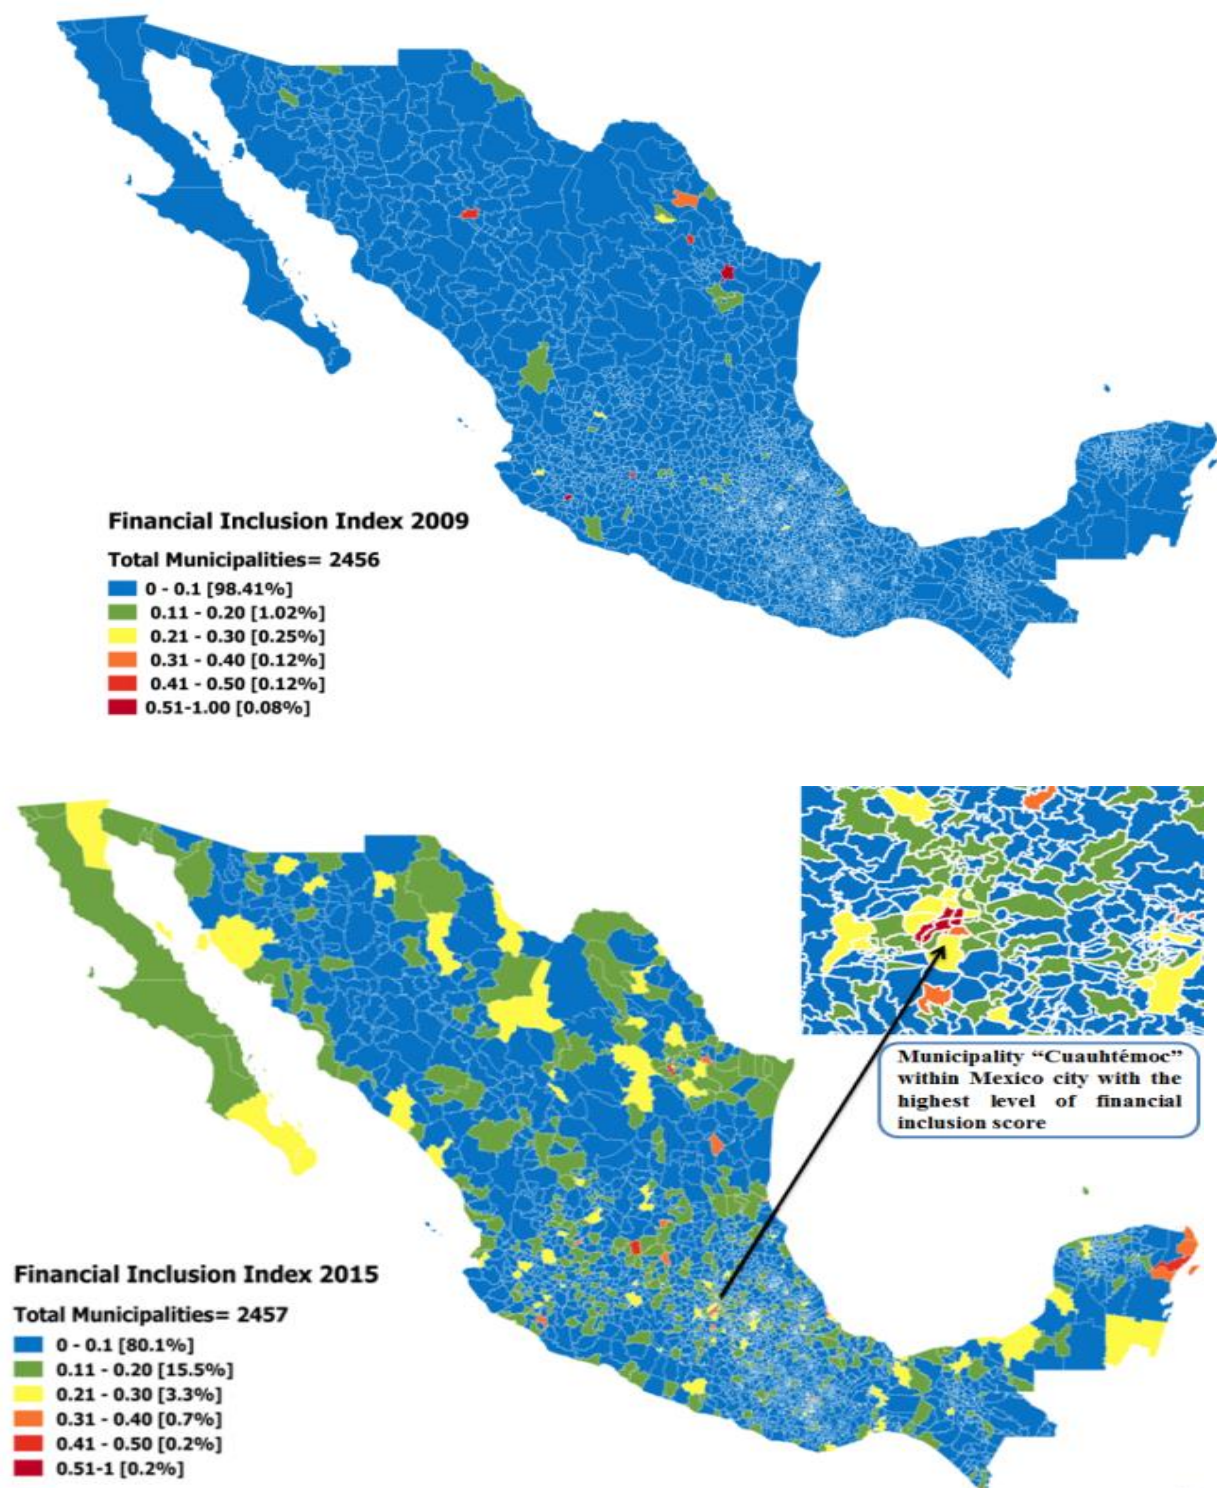 Financial Inclusion Index 2009
Total Municipalities= 2456
0 - 0.1 [98.41%]
0.11 - 0.20 [1.02%]
0.21 - 0.30 [0.25%]
0.31 - 0.40 [0.12%]
0.41 - 0.50 [0.12%]
0.51-1.00 [0.08%]
Municipality “Cuauhtémoc”
within Mexico city with the
highest level of financial
inclusion score
Financial Inclusion Index 2015
Total Municipalities= 2457
0 - 0.1 [80.1%]
0.11 - 0.20 [15.5%]
0.21 - 0.30 [3.3%]
0.31 - 0.40 [0.7%]
0.41 - 0.50 [0.2%]
0.51-1 [0.2%]